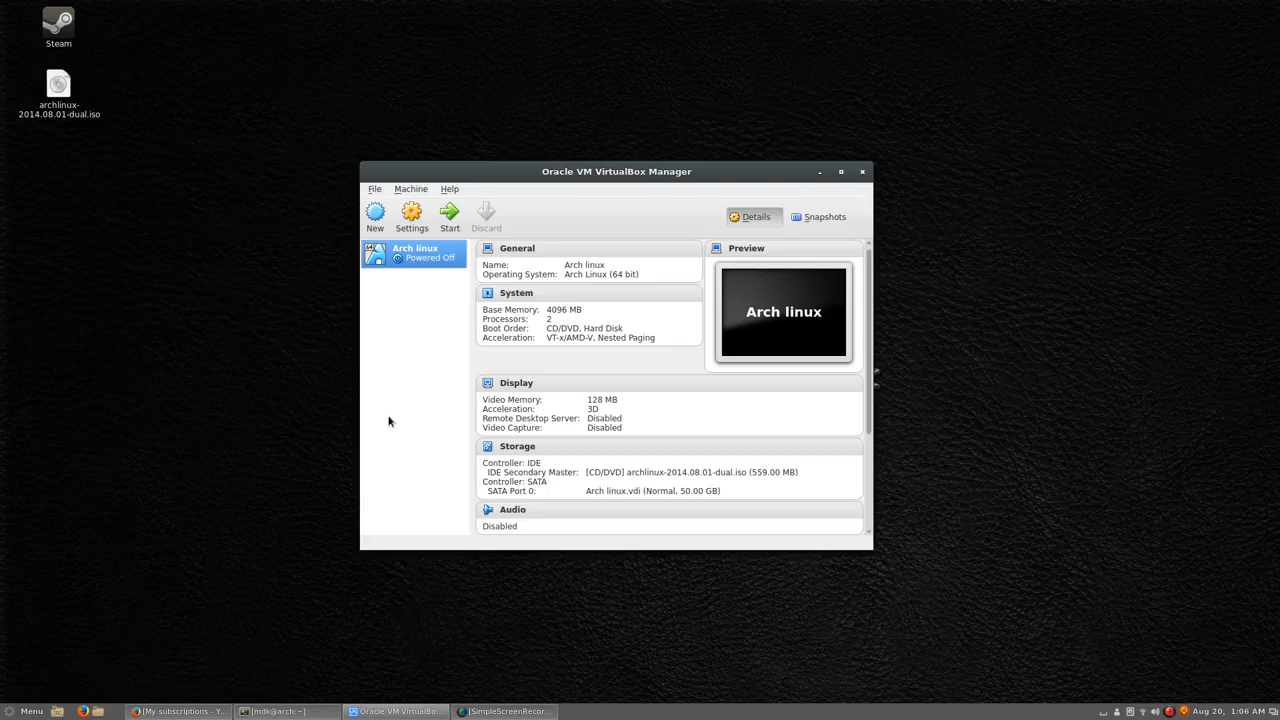 Steam
archlinux-
2014.08.01-dual.iso
Oracle VM VirtualBox Manager
File Machine Help
New Settings Start Discard Details Snapshots
64
Arch linux
Powered Off
General
Name: Arch linux
Operating System: Arch Linux (64 bit)
System
Base Memory: 4096 MB
Processors: 2
Boot Order: CD/DVD, Hard Disk
Acceleration: VT-x/AMD-V, Nested Paging
Preview
Arch linux
Display
Video Memory: 128 MB
Acceleration: 3D
Remote Desktop Server: Disabled
Video Capture: Disabled
Storage
Controller: IDE
IDE Secondary Master: [CD/DVD] archlinux-2014.08.01-dual.iso (559.00 MB)
Controller: SATA
SATA Port 0: Arch linux.vdi (Normal, 50.00 GB)
Audio
Disabled
Menu [My subscriptions - Y... [mdk@arch:~] Oracle VM VirtualBo... [SimpleScreenRecor... Aug 20, 1:06 AM